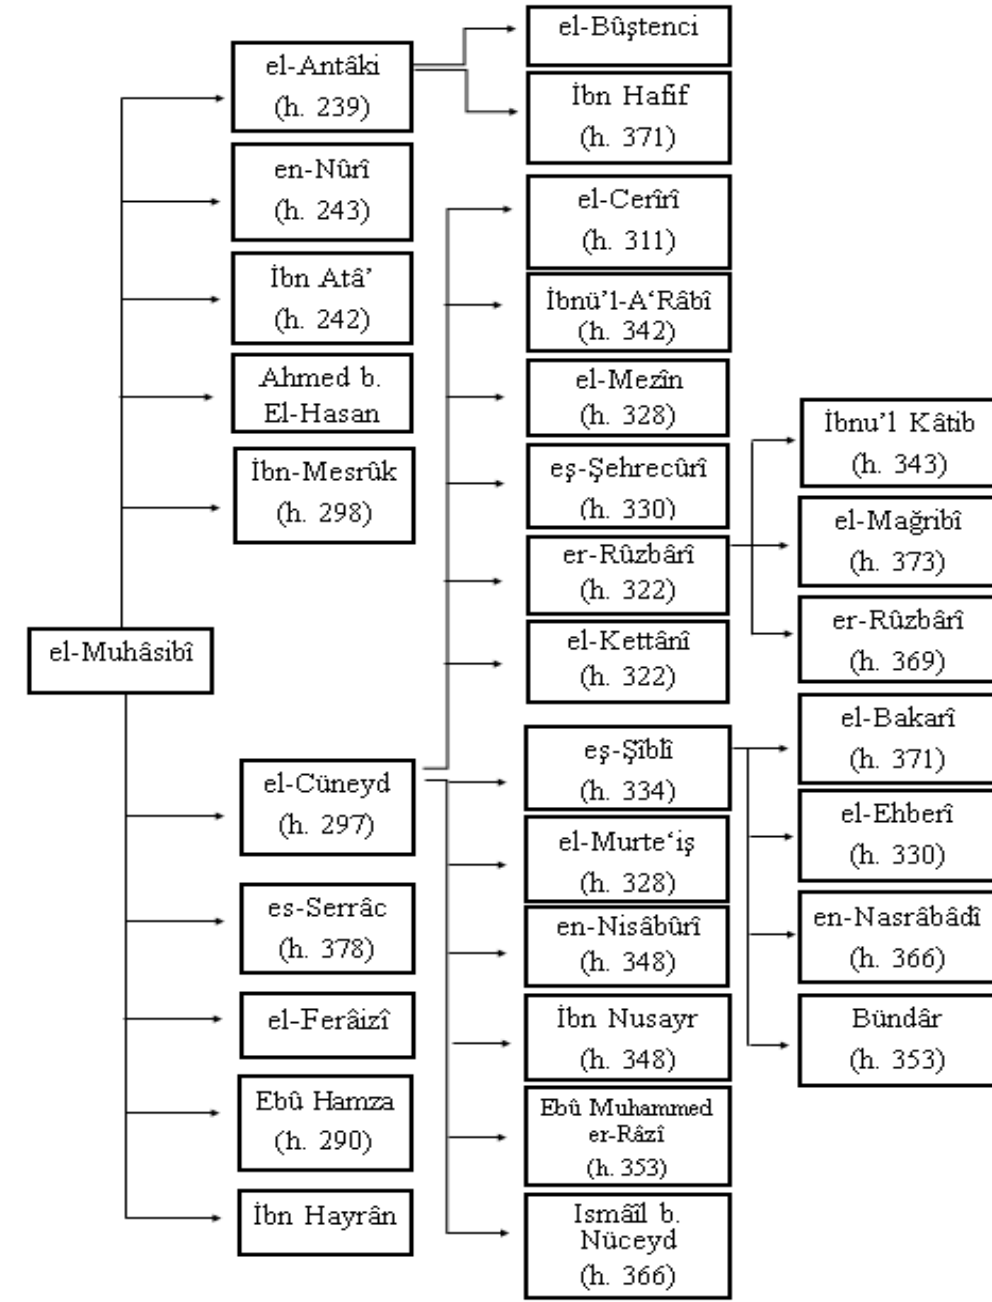 el-Muhâsibî
el-Antâki
(h. 239)
en-Nûrî
(h. 243)
İbn Atâ’
(h. 242)
Ahmed b.
El-Hasan
İbn-Mesrûk
(h. 298)
el-Cüneyd
(h. 297)
es-Serrâc
(h. 378)
el-Ferâizî
Ebû Hamza
(h. 290)
İbn Hayrân
el-Bûştenci
İbn Hafif
(h. 371)
el-Cerîrî
(h. 311)
İbnü’l-A‘Râbî
(h. 342)
el-Mezîn
(h. 328)
eş-Şehrecûrî
(h. 330)
er-Rûzbârî
(h. 322)
el-Kettânî
(h. 322)
eş-Şîblî
(h. 334)
el-Murte‘iş
(h. 328)
en-Nisâbûrî
(h. 348)
İbn Nusayr
(h. 348)
Ebû Muhammed
er-Râzî
(h. 353)
Ismâîl b.
Nüceyd
(h. 366)
İbnu’l Kâtib
(h. 343)
el-Mağribî
(h. 373)
er-Rûzbârî
(h. 369)
el-Bakarî
(h. 371)
el-Ehberî
(h. 330)
en-Nasrâbâdî
(h. 366)
Bündâr
(h. 353)